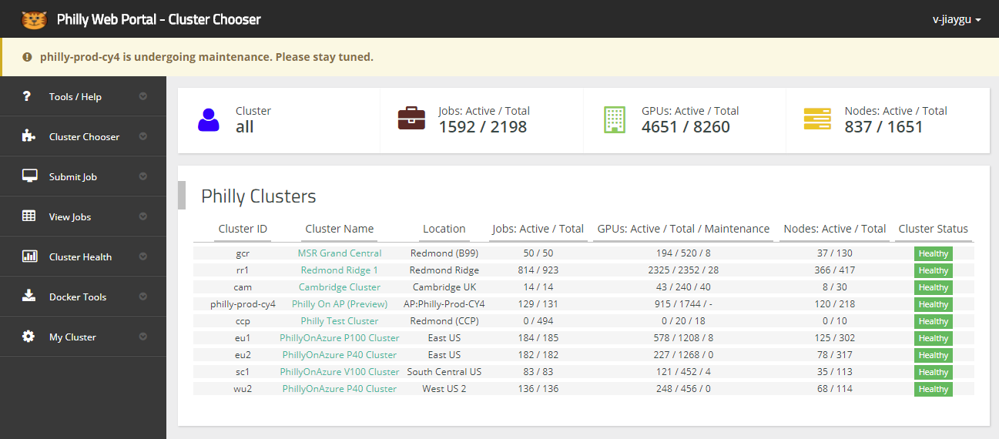 Philly Web Portal - Cluster Chooser
v-jiaygu
philly-prod-cy4 is undergoing maintenance. Please stay tuned.
Tools / Help
Cluster Chooser
Submit Job
View Jobs
Cluster Health
Docker Tools
My Cluster
Cluster
all
Jobs: Active / Total
1592 / 2198
GPUs: Active / Total
4651 / 8260
Nodes: Active / Total
837 / 1651
Philly Clusters
Cluster ID Cluster Name Location Jobs: Active / Total GPUs: Active / Total / Maintenance Nodes: Active / Total Cluster Status
gcr MSR Grand Central Redmond (B99) 50 / 50 194 / 520 / 8 37 / 130 Healthy
rr1 Redmond Ridge 1 Redmond Ridge 814 / 923 2325 / 2352 / 28 366 / 417 Healthy
cam Cambridge Cluster Cambridge UK 14 / 14 43 / 240 / 40 8 / 30 Healthy
philly-prod-cy4 Philly On AP (Preview) AP:Philly-Prod-CY4 129 / 131 915 / 1744 / - 120 / 218 Healthy
ccp Philly Test Cluster Redmond (CCP) 0 / 494 0 / 20 / 18 0 / 10 Healthy
eu1 PhillyOnAzure P100 Cluster East US 184 / 185 578 / 1208 / 8 125 / 302 Healthy
eu2 PhillyOnAzure P40 Cluster East US 182 / 182 227 / 1268 / 0 78 / 317 Healthy
sc1 PhillyOnAzure V100 Cluster South Central US 83 / 83 121 / 452 / 4 35 / 113 Healthy
wu2 PhillyOnAzure P40 Cluster West US 2 136 / 136 248 / 456 / 0 68 / 114 Healthy